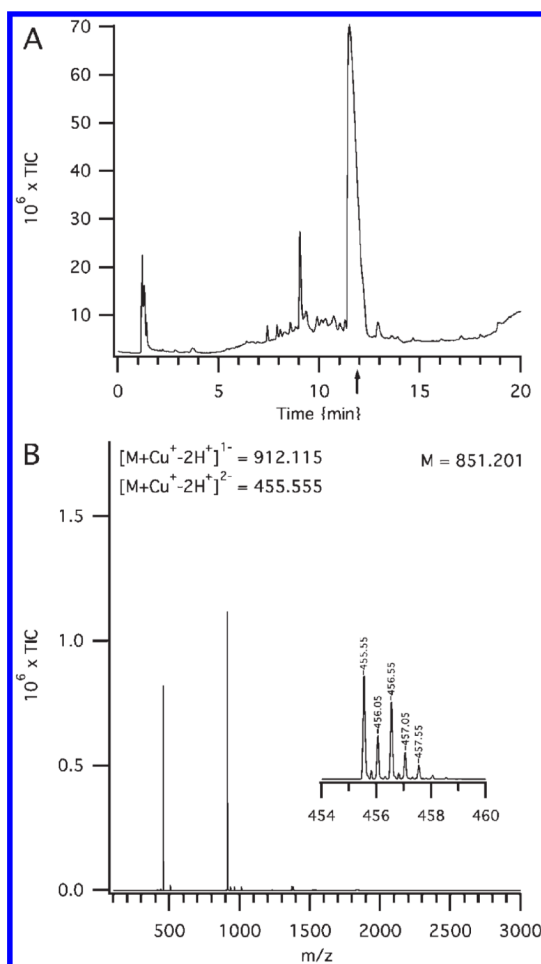 A
70
60
50
40
30
20
10
10⁶ x TIC
0 5 10 15 20
Time {min}
B
[M+Cu⁺-2H⁺]¹⁻ = 912.115 M = 851.201
[M+Cu⁺-2H⁺]²⁻ = 455.555
1.5
1.0
0.5
0.0
10⁶ x TIC
455.55
456.05
456.55
457.05
457.55
454 456 458 460
500 1000 1500 2000 2500 3000
m/z